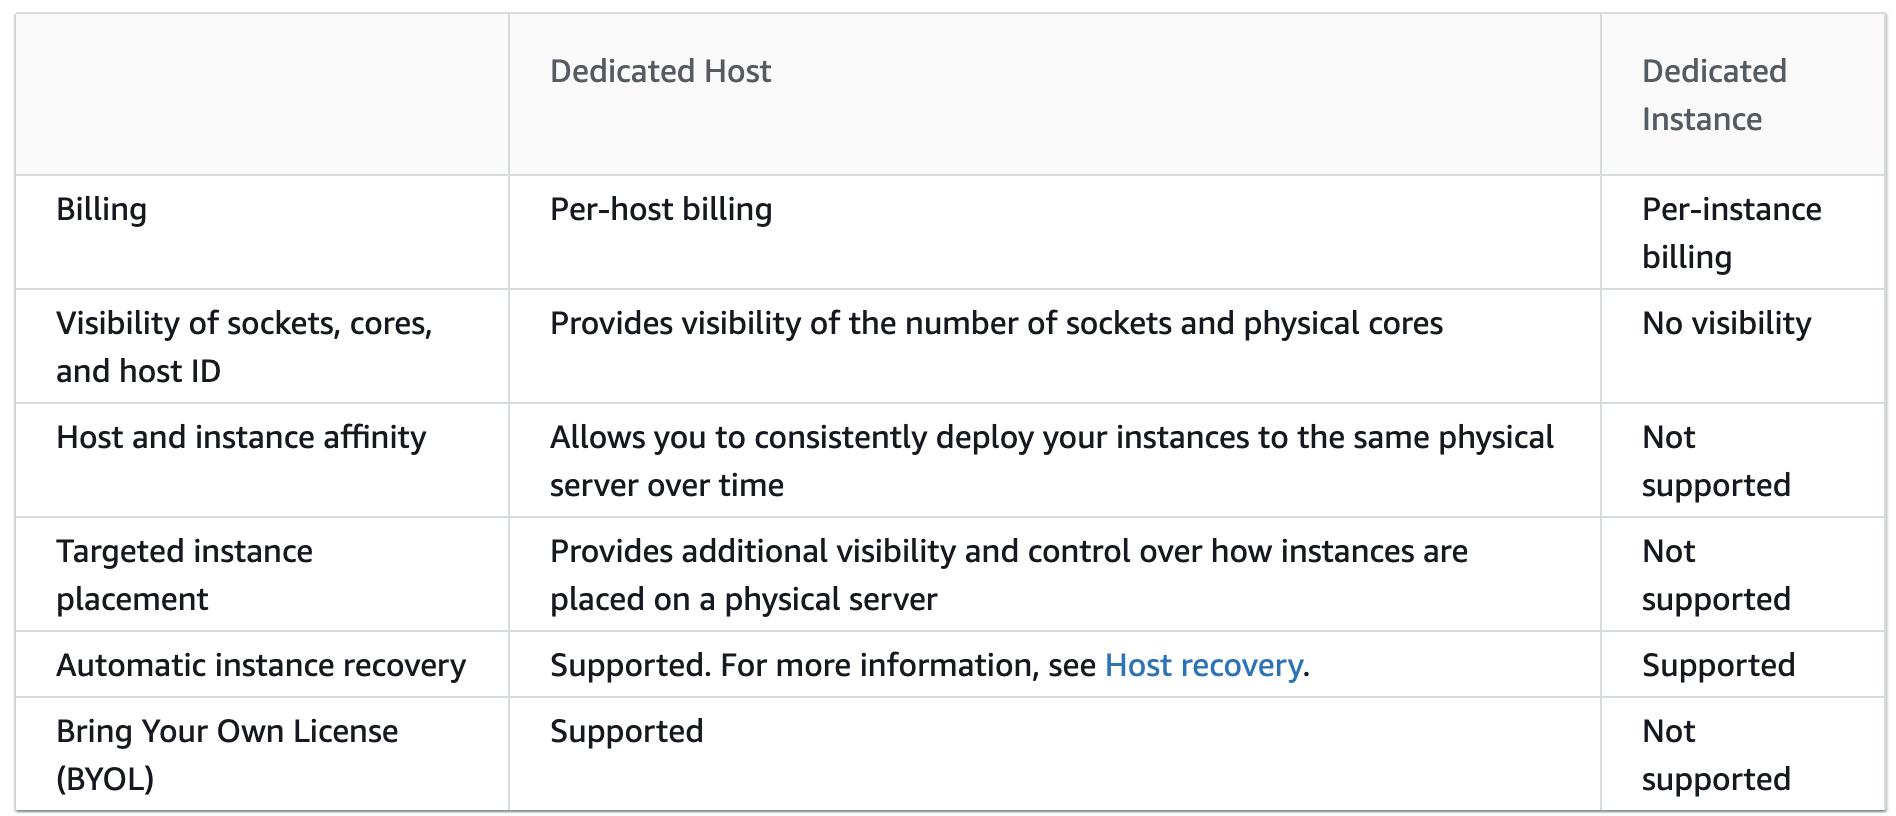 Dedicated Host
Dedicated
Instance
Billing
Per-host billing
Per-instance
billing
Visibility of sockets, cores,
and host ID
Provides visibility of the number of sockets and physical cores
No visibility
Host and instance affinity
Allows you to consistently deploy your instances to the same physical
server over time
Not
supported
Targeted instance
placement
Provides additional visibility and control over how instances are
placed on a physical server
Not
supported
Automatic instance recovery
Supported. For more information, see Host recovery.
Supported
Bring Your Own License
(BYOL)
Supported
Not
supported